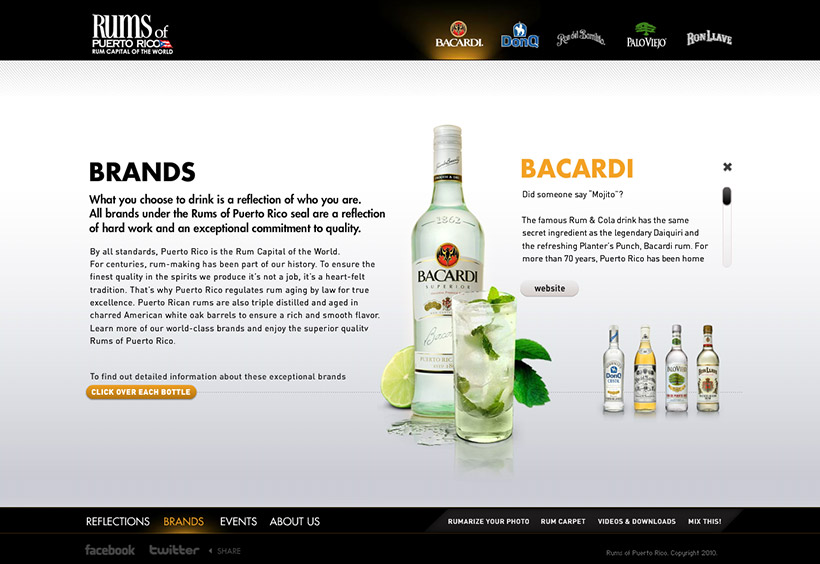 RUMS of
PUERTO RICO
RUM CAPITAL OF THE WORLD
BACARDI.
DonQ
Ron del Barrilito
PALO VIEJO
RON LLAVE
BRANDS
What you choose to drink is a reflection of who you are.
All brands under the Rums of Puerto Rico seal are a reflection
of hard work and an exceptional commitment to quality.
By all standards, Puerto Rico is the Rum Capital of the World.
For centuries, rum-making has been part of our history. To ensure the
finest quality in the spirits we produce it's not a job, it's a heart-felt
tradition. That's why Puerto Rico regulates rum aging by law for true
excellence. Puerto Rican rums are also triple distilled and aged in
charred American white oak barrels to ensure a rich and smooth flavor.
Learn more of our world-class brands and enjoy the superior quality
Rums of Puerto Rico.
To find out detailed information about these exceptional brands
CLICK OVER EACH BOTTLE
1862
BACARDI
SUPERIOR
PUERTO RIC
BACARDI
Did someone say "Mojito"?
The famous Rum & Cola drink has the same
secret ingredient as the legendary Daiquiri and
the refreshing Planter's Punch, Bacardi rum. For
more than 70 years, Puerto Rico has been home
website
DonQ
CRISTAL
PALO VIEJO
RON LLAVE
REFLECTIONS BRANDS EVENTS ABOUT US
RUMARIZE YOUR PHOTO RUM CARPET VIDEOS & DOWNLOADS MIX THIS!
facebook twitter SHARE
Rums of Puerto Rico. Copyright 2010.